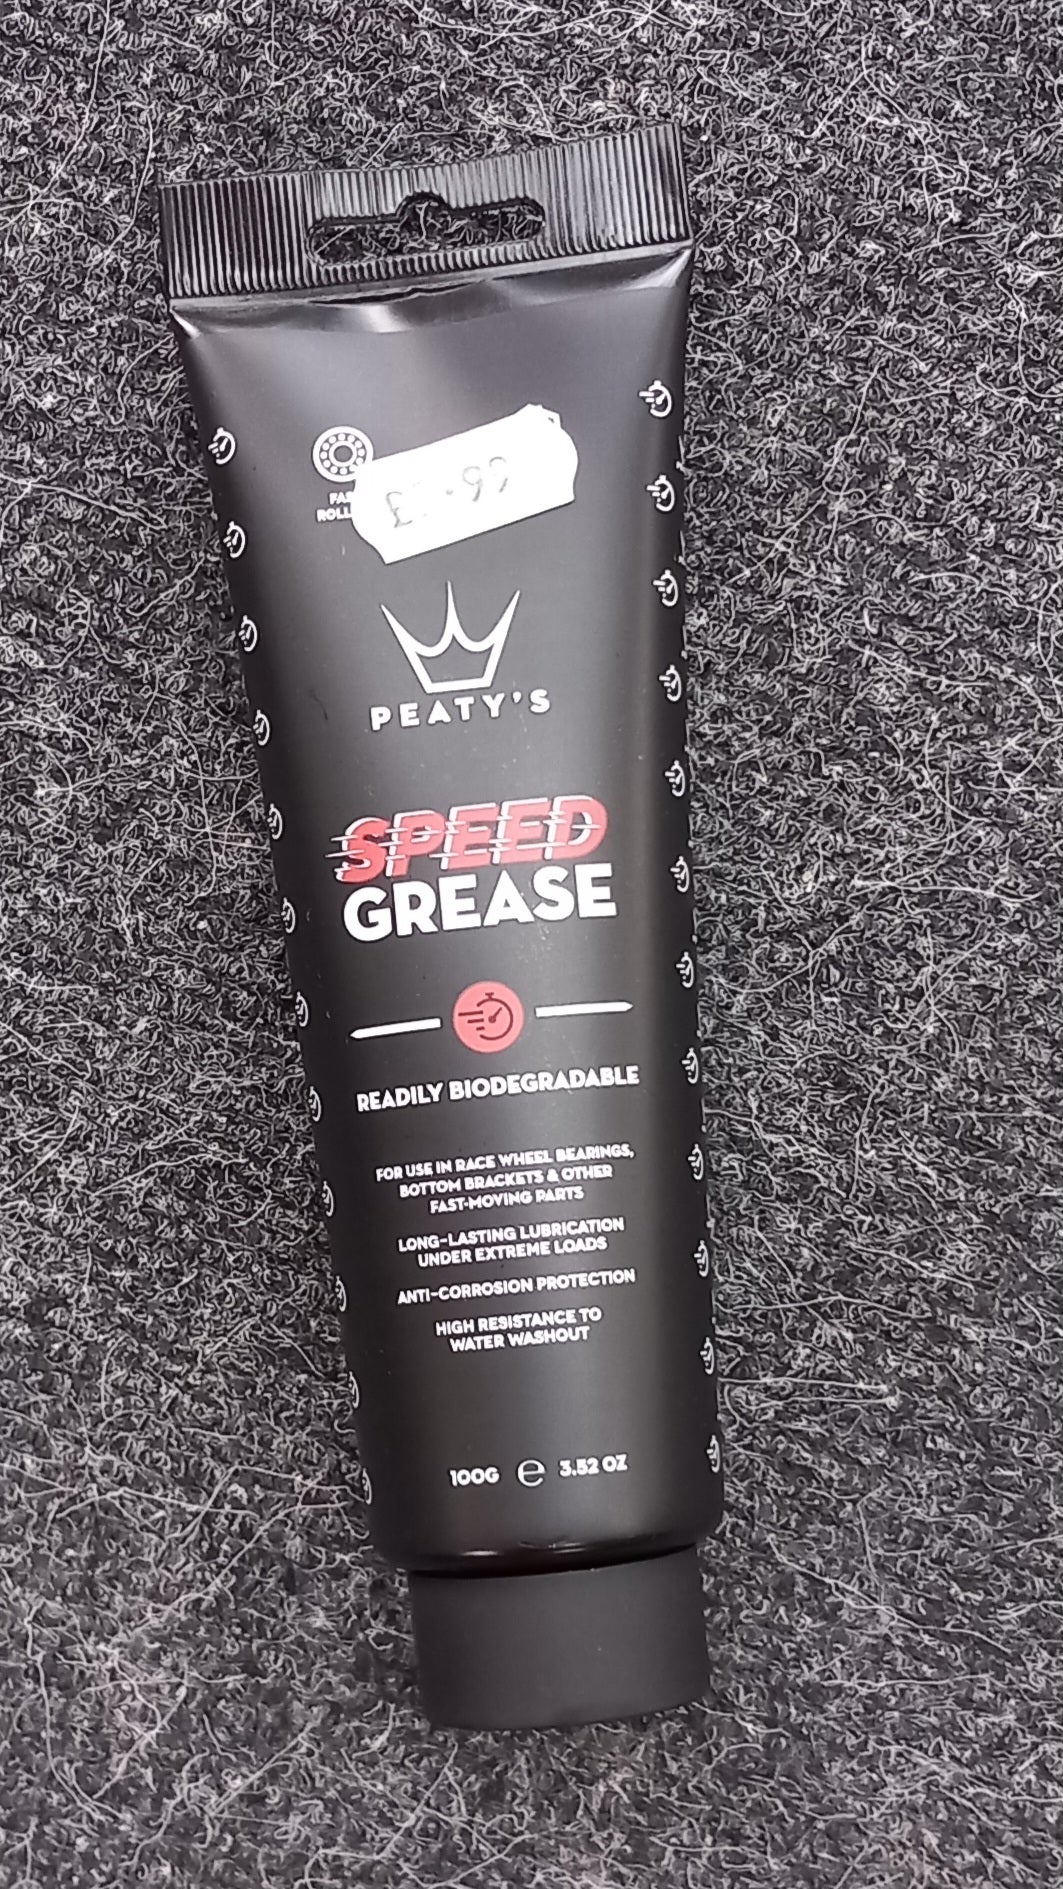 PEATY'S
SPEED
GREASE
READILY BIODEGRADABLE
FOR USE IN RACE WHEEL BEARINGS,
BOTTOM BRACKETS & OTHER
FAST-MOVING PARTS
LONG-LASTING LUBRICATION
UNDER EXTREME LOADS
ANTI-CORROSION PROTECTION
HIGH RESISTANCE TO
WATER WASHOUT
100G ℮ 3.52 OZ